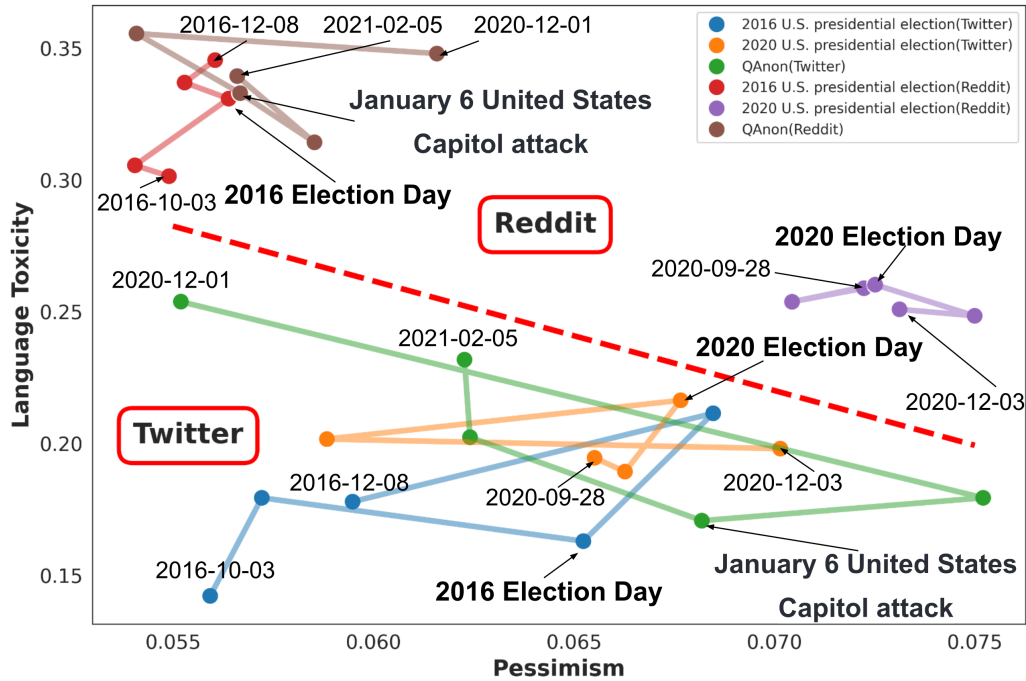 2016-12-08
2021-02-05
2020-12-01
2016 U.S. presidential election(Twitter)
2020 U.S. presidential election(Twitter)
QAnon(Twitter)
2016 U.S. presidential election(Reddit)
2020 U.S. presidential election(Reddit)
QAnon(Reddit)
0.35
January 6 United States
Capitol attack
0.30
2016-10-03
2016 Election Day
Reddit
Language Toxicity
2020 Election Day
2020-09-28
2020-12-01
0.25
2021-02-05
2020 Election Day
2020-12-03
Twitter
0.20
2016-12-08
2020-09-28
2020-12-03
2016-10-03
0.15
2016 Election Day
January 6 United States
Capitol attack
0.055
0.060
0.065
0.070
0.075
Pessimism